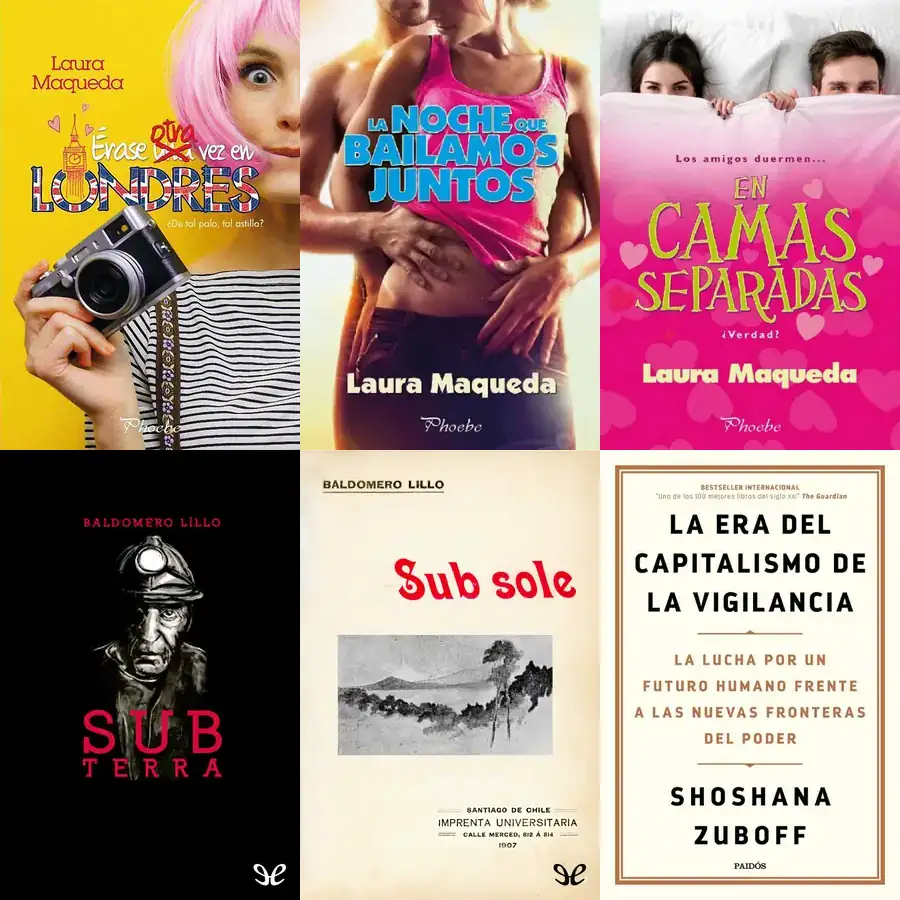 Laura
Maqueda
otra
Érase una vez en
LONDRES
¿De tal palo, tal astilla?
Phoebe
LA NOCHE QUE
BAILAMOS
JUNTOS
Laura Maqueda
Phoebe
Los amigos duermen...
EN
CAMAS
SEPARADAS
¿Verdad?
Laura Maqueda
Phoebe
BALDOMERO LILLO
SUB
TERRA
BALDOMERO LILLO
Sub sole
SANTIAGO DE CHILE
IMPRENTA UNIVERSITARIA
CALLE MERCED, 812 Á 814
1907
BESTSELLER INTERNACIONAL
"Uno de los 100 mejores libros del siglo XXI" The Guardian
LA ERA DEL
CAPITALISMO DE
LA VIGILANCIA
LA LUCHA POR UN
FUTURO HUMANO FRENTE
A LAS NUEVAS FRONTERAS
DEL PODER
SHOSHANA
ZUBOFF
PAIDÓS